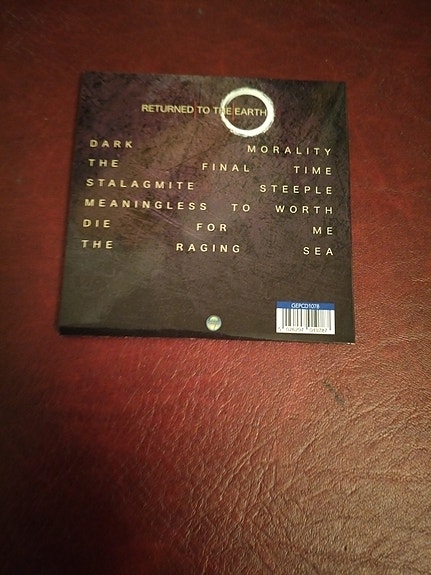 RETURNED TO THE EARTH
DARK MORALITY
THE FINAL TIME
STALAGMITE STEEPLE
MEANINGLESS TO WORTH
DIE FOR ME
THE RAGING SEA
GEPCD1078